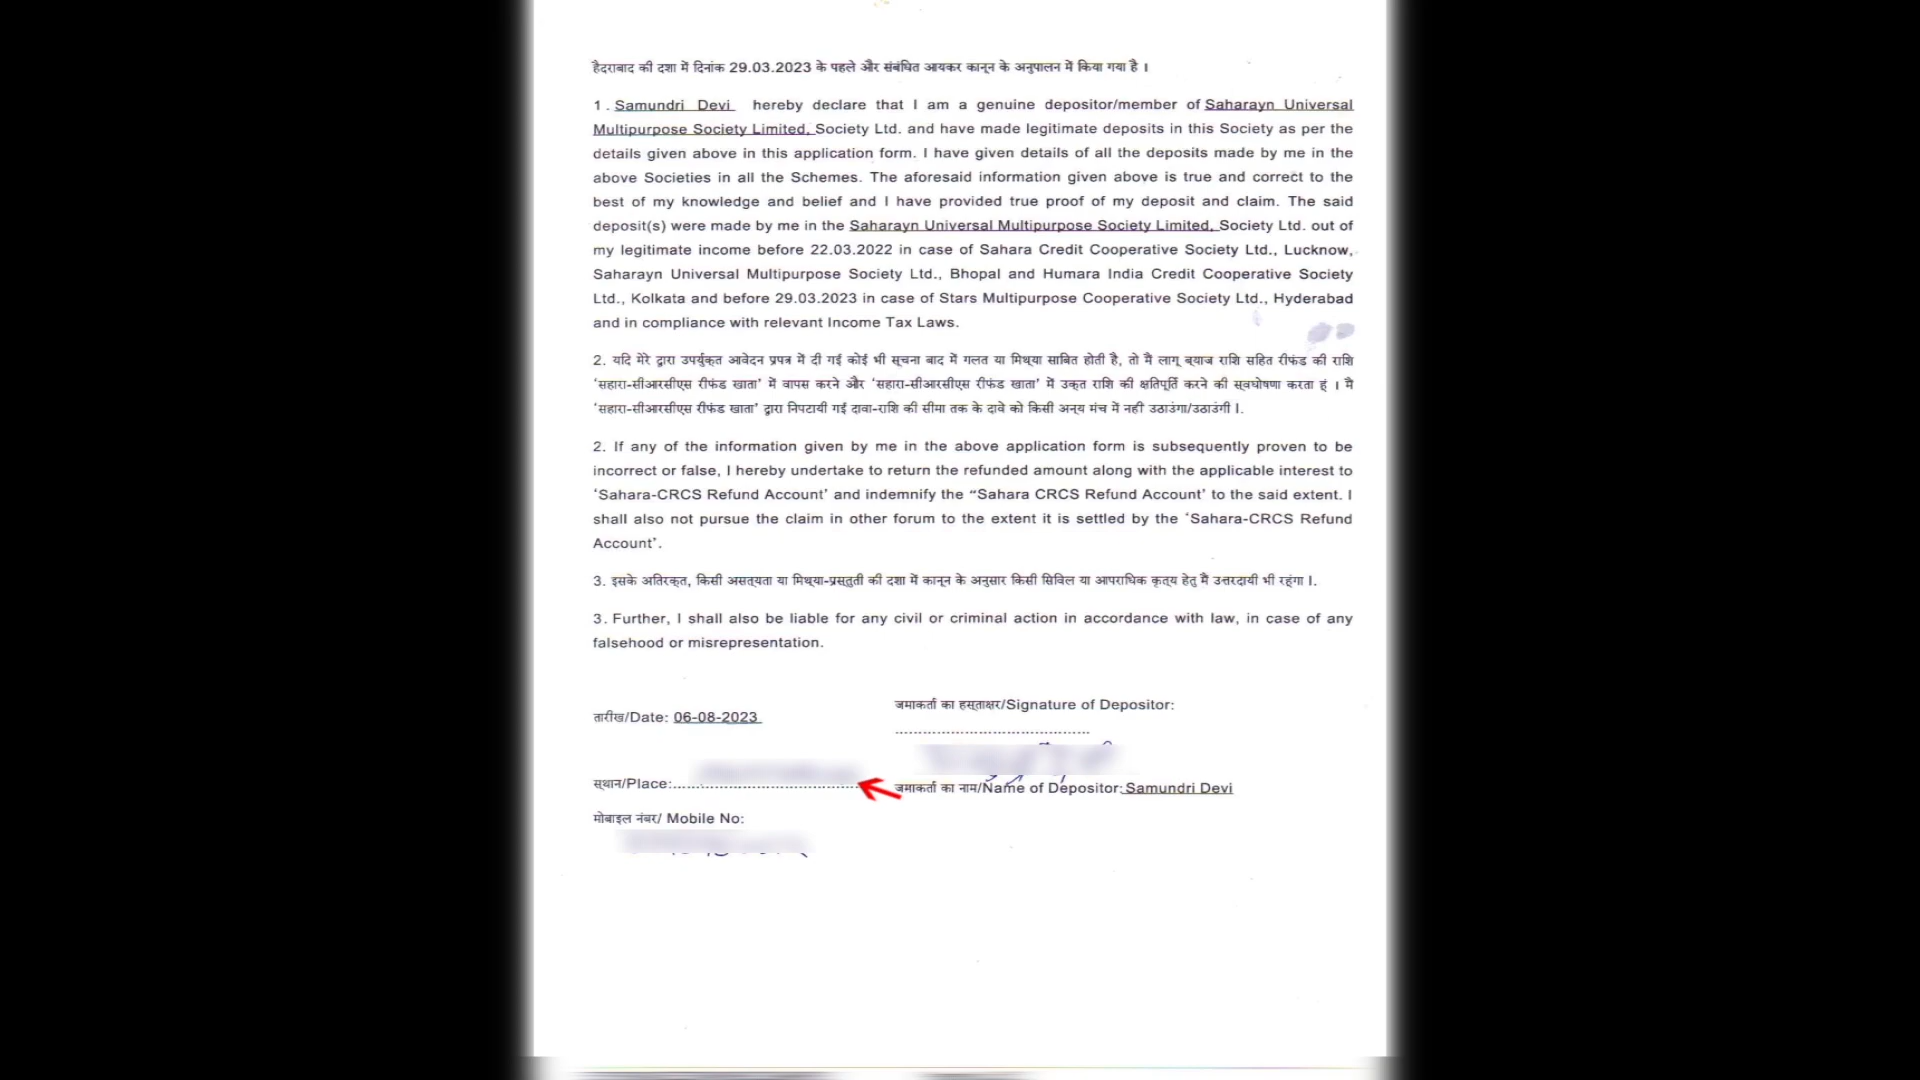 हैदराबाद की दशा में दिनांक 29.03.2023 के पहले और संबंधित आयकर कानून के अनुपालन में किया गया है ।
1 . Samundri Devi hereby declare that I am a genuine depositor/member of Saharayn Universal
Multipurpose Society Limited, Society Ltd. and have made legitimate deposits in this Society as per the
details given above in this application form. I have given details of all the deposits made by me in the
above Societies in all the Schemes. The aforesaid information given above is true and correct to the
best of my knowledge and belief and I have provided true proof of my deposit and claim. The said
deposit(s) were made by me in the Saharayn Universal Multipurpose Society Limited, Society Ltd. out of
my legitimate income before 22.03.2022 in case of Sahara Credit Cooperative Society Ltd., Lucknow,
Saharayn Universal Multipurpose Society Ltd., Bhopal and Humara India Credit Cooperative Society
Ltd., Kolkata and before 29.03.2023 in case of Stars Multipurpose Cooperative Society Ltd., Hyderabad
and in compliance with relevant Income Tax Laws.
2. यदि मेरे द्वारा उपर्युक्त आवेदन प्रपत्र में दी गई कोई भी सूचना बाद में गलत या मिथ्या साबित होती है, तो मैं लागू ब्याज राशि सहित रीफंड की राशि
‘सहारा-सीआरसीएस रीफंड खाता’ में वापस करने और ‘सहारा-सीआरसीएस रीफंड खाता’ में उक्त राशि की क्षतिपूर्ति करने की स्वघोषणा करता हूं । मैं
‘सहारा-सीआरसीएस रीफंड खाता’ द्वारा निपटायी गई दावा-राशि की सीमा तक के दावे को किसी अन्य मंच में नहीं उठाउंगा/उठाउंगी ।.
2. If any of the information given by me in the above application form is subsequently proven to be
incorrect or false, I hereby undertake to return the refunded amount along with the applicable interest to
‘Sahara-CRCS Refund Account’ and indemnify the “Sahara CRCS Refund Account’ to the said extent. I
shall also not pursue the claim in other forum to the extent it is settled by the ‘Sahara-CRCS Refund
Account’.
3. इसके अतिरक्त, किसी असत्यता या मिथ्या-प्रस्तुती की दशा में कानून के अनुसार किसी सिविल या आपराधिक कृत्य हेतु मैं उत्तरदायी भी रहूंगा ।.
3. Further, I shall also be liable for any civil or criminal action in accordance with law, in case of any
falsehood or misrepresentation.
जमाकर्ता का हस्ताक्षर/Signature of Depositor:
तारीख/Date: 06-08-2023
स्थान/Place:
जमाकर्ता का नाम/Name of Depositor: Samundri Devi
मोबाइल नंबर/ Mobile No: